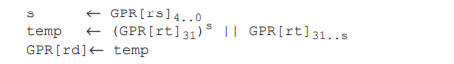 s ← GPR[rs]4..0
temp ← (GPR[rt]31)s || GPR[rt]31..s
GPR[rd]← temp